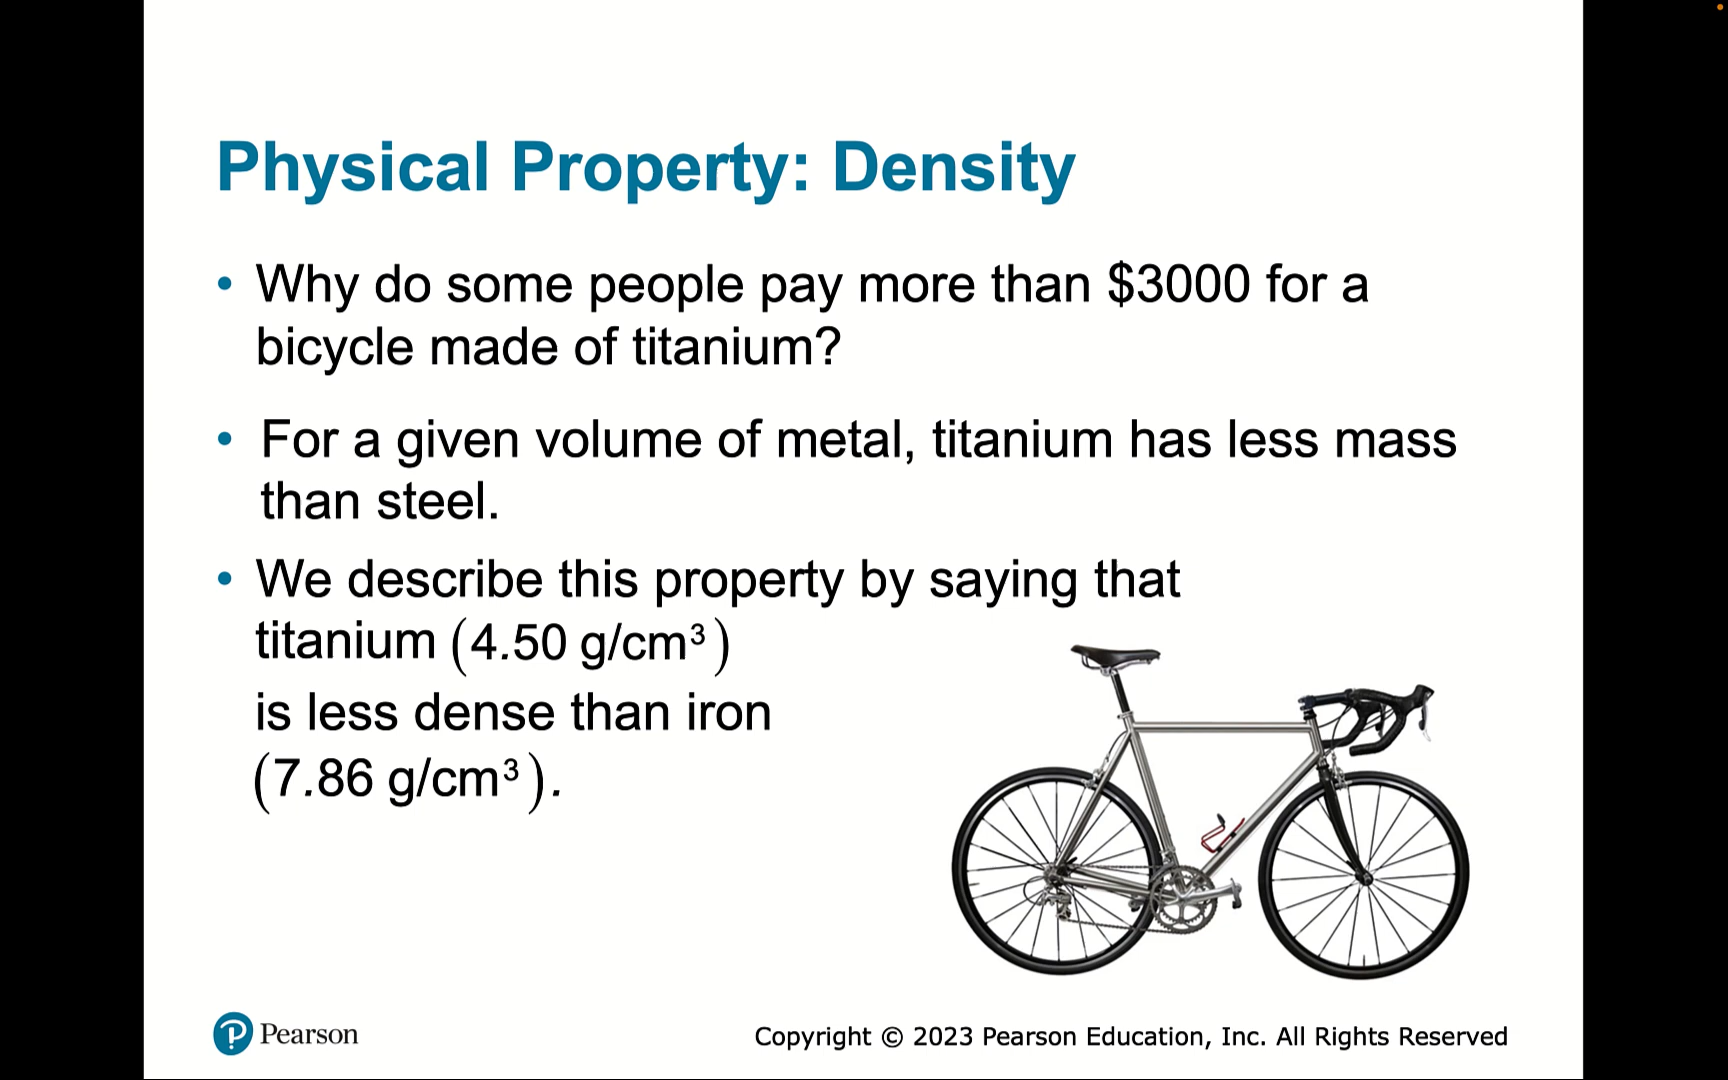 Physical Property: Density
• Why do some people pay more than $3000 for a
bicycle made of titanium?
• For a given volume of metal, titanium has less mass
than steel.
• We describe this property by saying that
titanium (4.50 g/cm³)
is less dense than iron
(7.86 g/cm³).
Pearson
Copyright © 2023 Pearson Education, Inc. All Rights Reserved